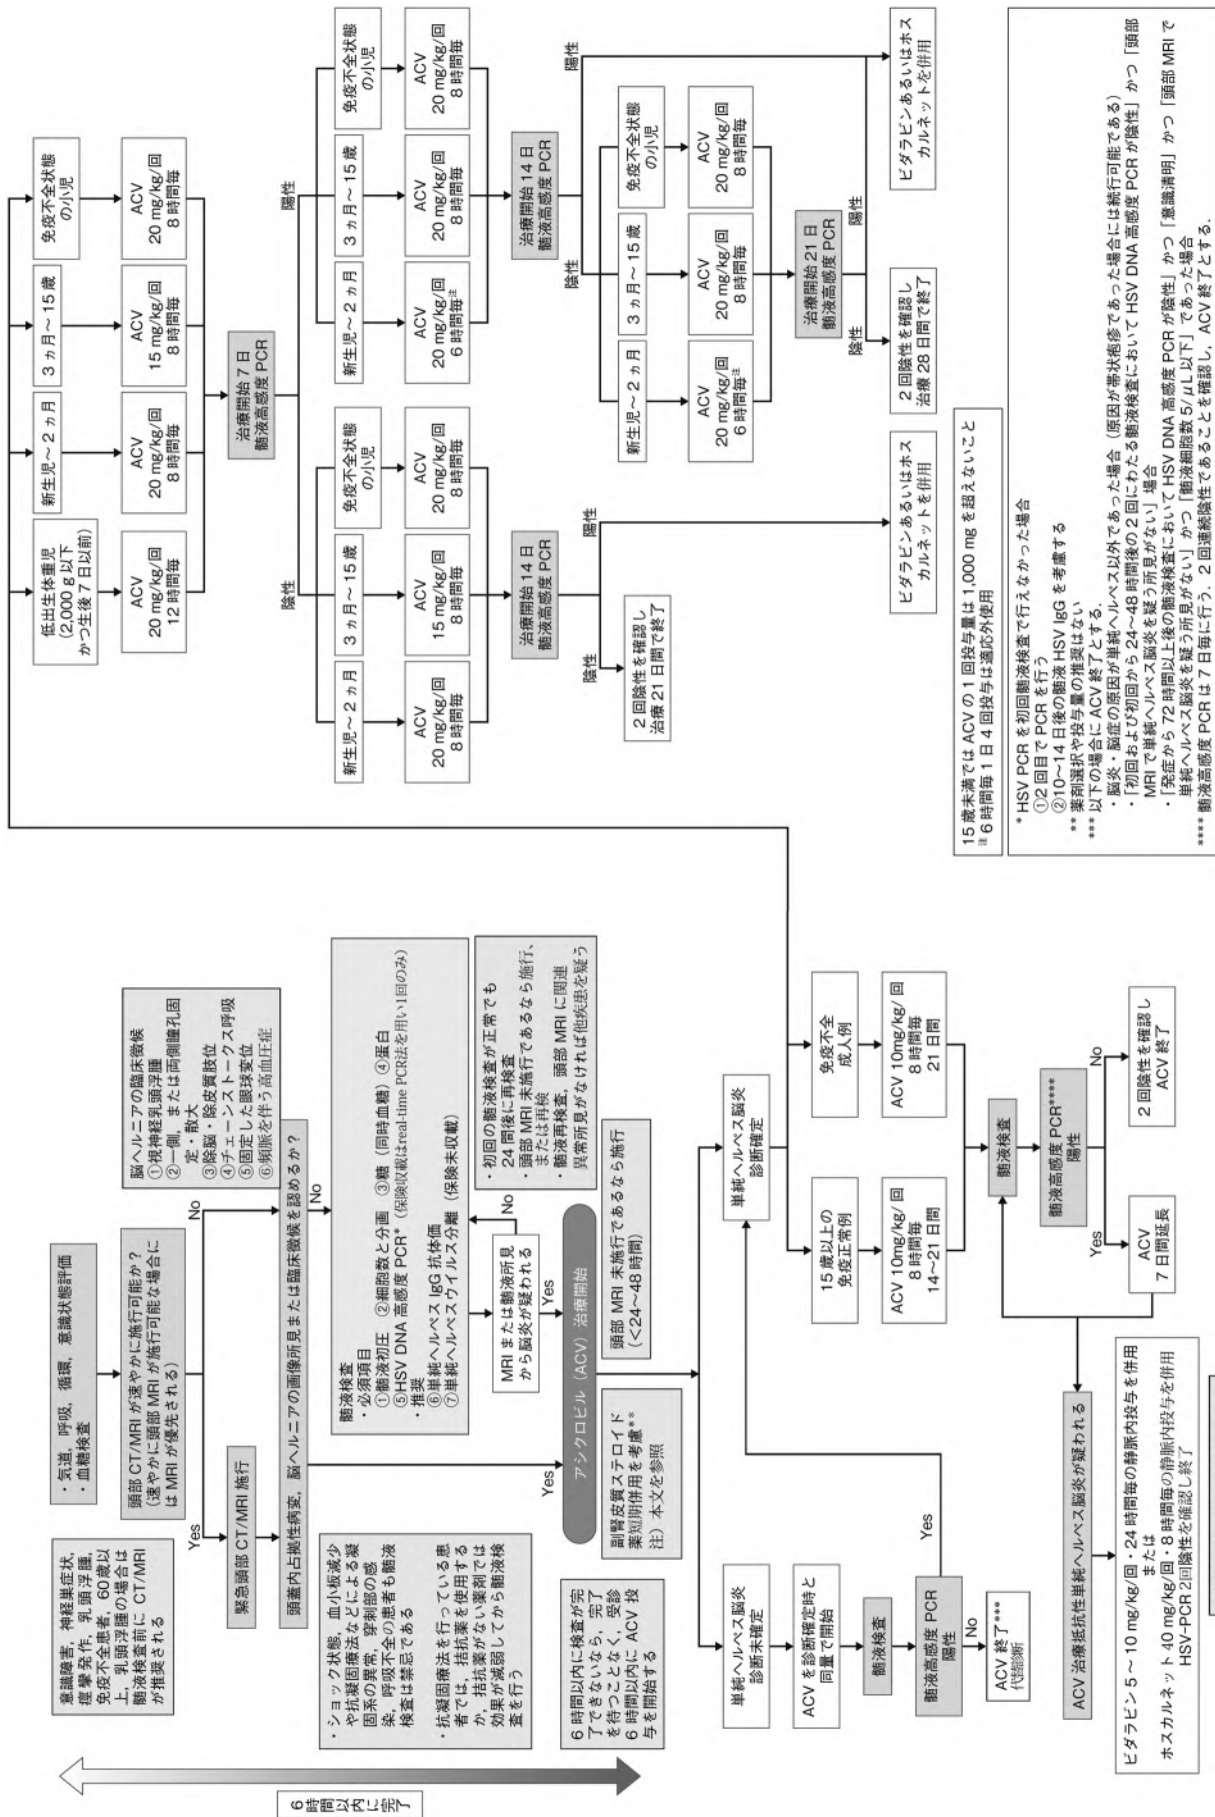 6時間以内に完了
意識障害，神経巣症状，
痙攣発作，乳頭浮腫，
免疫不全患者，60歳以
上，乳頭浮腫の場合は
髄液検査前に CT/MRI
が推奨される
・気道，呼吸，循環，意識状態評価
・血糖検査
頭部 CT/MRI が速やかに施行可能か？
（速やかに頭部 MRI が施行可能な場合に
は MRI が優先される）
Yes
No
緊急頭部 CT/MRI 施行
脳ヘルニアの臨床徴候
①視神経乳頭浮腫
②一側，または両側瞳孔固
定・散大
③除脳・除皮質肢位
④チェーンストークス呼吸
⑤固定した眼球変位
⑥頻脈を伴う高血圧症
頭蓋内占拠性病変，脳ヘルニアの画像所見または臨床徴候を認めるか？
Yes
No
・ショック状態，血小板減少
や抗凝固療法などによる凝
固系の異常，穿刺部の感
染，呼吸不全の患者も髄液
検査は禁忌である
・抗凝固療法を行っている患
者では，拮抗薬を使用する
か，拮抗薬がない薬剤では
効果が減弱してから髄液検
査を行う
髄液検査
・必須項目
①髄液初圧 ②細胞数と分画 ③糖（同時血糖）④蛋白
⑤HSV DNA 高感度 PCR*（保険収載はreal-time PCR法を用い1回のみ）
・推奨
⑥単純ヘルペス IgG 抗体価
⑦単純ヘルペスウイルス分離（保険未収載）
MRI または髄液所見
から脳炎が疑われる
No
Yes
・初回の髄液検査が正常でも
24 間後に再検査
・頭部 MRI 未施行であるなら施行、
または再検
・髄液再検査，頭部 MRI に関連
異常所見がなければ他疾患を疑う
アシクロビル（ACV）治療開始
6 時間以内に検査が完
了できないなら，完了
を待つことなく，受診
6 時間以内に ACV 投
与を開始する
副腎皮質ステロイド
薬短期併用を考慮**
注）本文を参照
頭部 MRI 未施行であるなら施行
（<24〜48 時間）
単純ヘルペス脳炎
診断未確定
ACV を診断確定時と
同量で開始
髄液検査
髄液高感度 PCR
陽性
Yes
No
ACV 終了***
代替診断
単純ヘルペス脳炎
診断確定
15 歳以上の
免疫正常例
ACV 10mg/kg/回
8 時間毎
14〜21 日間
免疫不全
成人例
ACV 10mg/kg/回
8 時間毎
21 日間
髄液検査
髄液高感度 PCR****
陽性
Yes
No
ACV
7 日間延長
2 回陰性を確認し
ACV 終了
ACV 治療抵抗性単純ヘルペス脳炎が疑われる
ビダラビン 5〜10 mg/kg/回・24 時間毎の静脈内投与を併用
または
ホスカルネット 40 mg/kg/回・8 時間毎の静脈内投与を併用
HSV-PCR 2回陰性を確認し終了
低出生体重児
（2,000 g 以下
かつ生後 7 日以前）
新生児〜2 ヵ月
3 ヵ月〜15 歳
免疫不全状態
の小児
ACV
20 mg/kg/回
12 時間毎
ACV
20 mg/kg/回
8 時間毎
ACV
15 mg/kg/回
8 時間毎
ACV
20 mg/kg/回
8 時間毎
治療開始 7 日
髄液高感度 PCR
陰性
陽性
新生児〜2 ヵ月
3 ヵ月〜15 歳
免疫不全状態
の小児
ACV
20 mg/kg/回
8 時間毎
ACV
15 mg/kg/回
8 時間毎
ACV
20 mg/kg/回
8 時間毎
治療開始 14 日
髄液高感度 PCR
陰性
陽性
2 回陰性を確認し
治療 21 日間で終了
ビダラビンあるいはホス
カルネットを併用
新生児〜2 ヵ月
3 ヵ月〜15 歳
免疫不全状態
の小児
ACV
20 mg/kg/回
6 時間毎注
ACV
20 mg/kg/回
8 時間毎
ACV
20 mg/kg/回
8 時間毎
治療開始 14 日
髄液高感度 PCR
陰性
陽性
新生児〜2 ヵ月
3 ヵ月〜15 歳
免疫不全状態
の小児
ACV
20 mg/kg/回
6 時間毎注
ACV
20 mg/kg/回
8 時間毎
ACV
20 mg/kg/回
8 時間毎
治療開始 21 日
髄液高感度 PCR
陰性
陽性
2 回陰性を確認し
治療 28 日間で終了
ビダラビンあるいはホス
カルネットを併用
15 歳未満では ACV の 1 回投与量は 1,000 mg を超えないこと
注 6 時間毎 1 日 4 回投与は適応外使用
* HSV PCR を初回髄液検査で行えなかった場合
①2 回目で PCR を行う
②10〜14 日後の髄液 HSV IgG を考慮する
** 薬剤選択や投与量の推奨はない
*** 以下の場合に ACV 終了とする．
・脳炎・脳症の原因が単純ヘルペス以外であった場合（原因が帯状疱疹であった場合には続行可能である）
・「初回および初回から 24〜48 時間後の 2 回にわたる髄液検査において HSV DNA 高感度 PCR が陰性」かつ「頭部
MRI で単純ヘルペス脳炎を疑う所見がない」場合
・「発症から 72 時間以上後の髄液検査において HSV DNA 高感度 PCR が陰性」かつ「意識清明」かつ「頭部 MRI で
単純ヘルペス脳炎を疑う所見がない」かつ「髄液細胞数 5/μL 以下」であった場合
**** 髄液高感度 PCR は 7 日毎に行う．2 回連続陰性であることを確認し，ACV 終了とする．